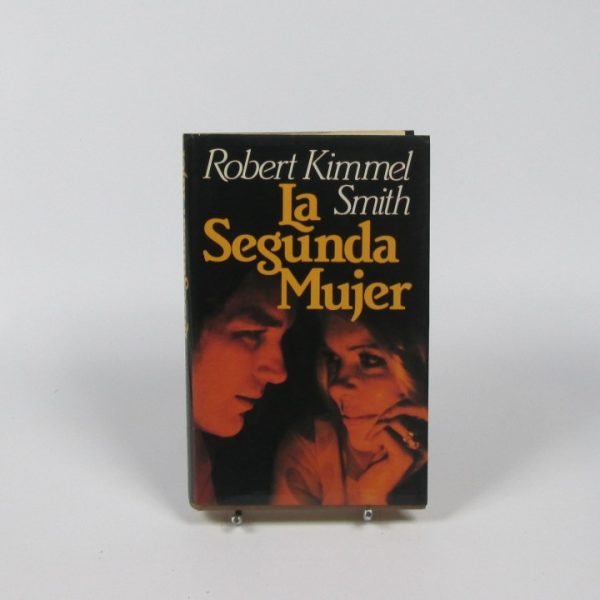 Robert Kimmel
Smith
La
Segunda
Mujer